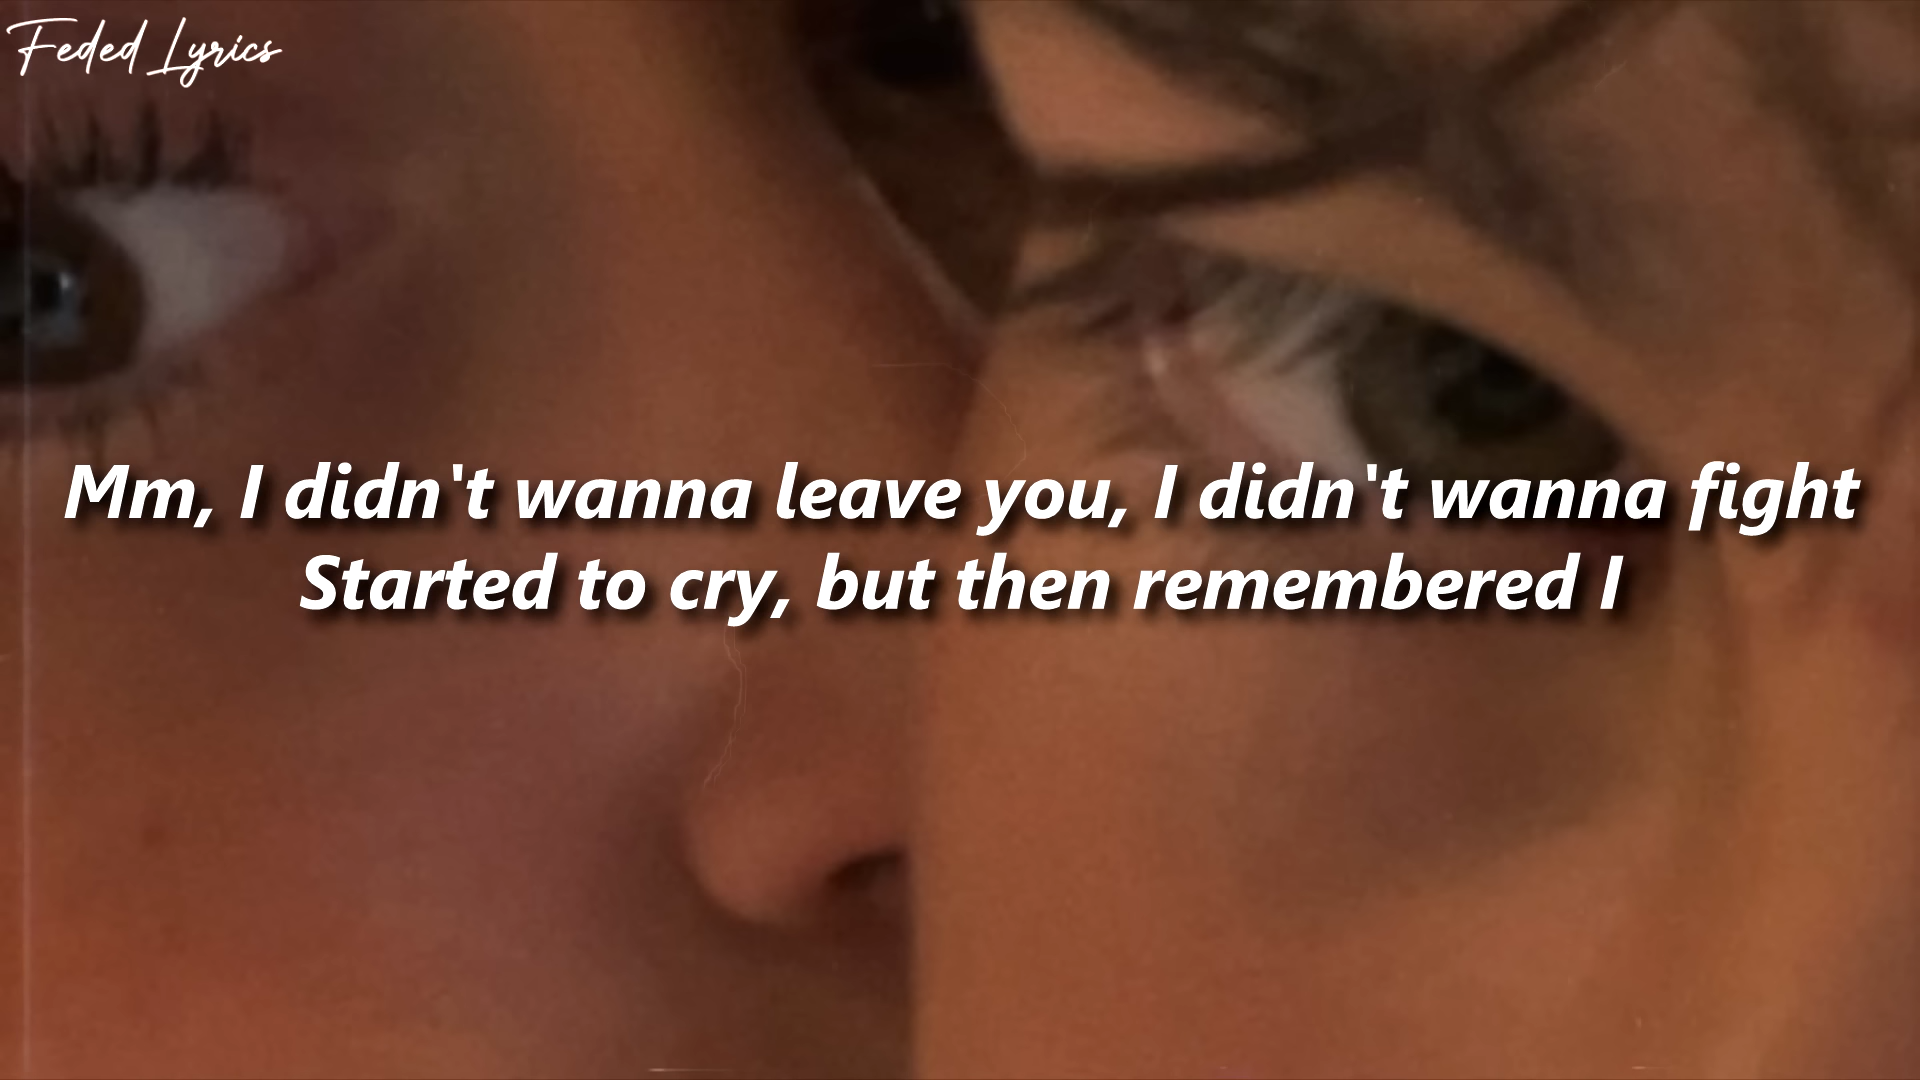 Feded Lyrics
Mm, I didn't wanna leave you, I didn't wanna fight
Started to cry, but then remembered I